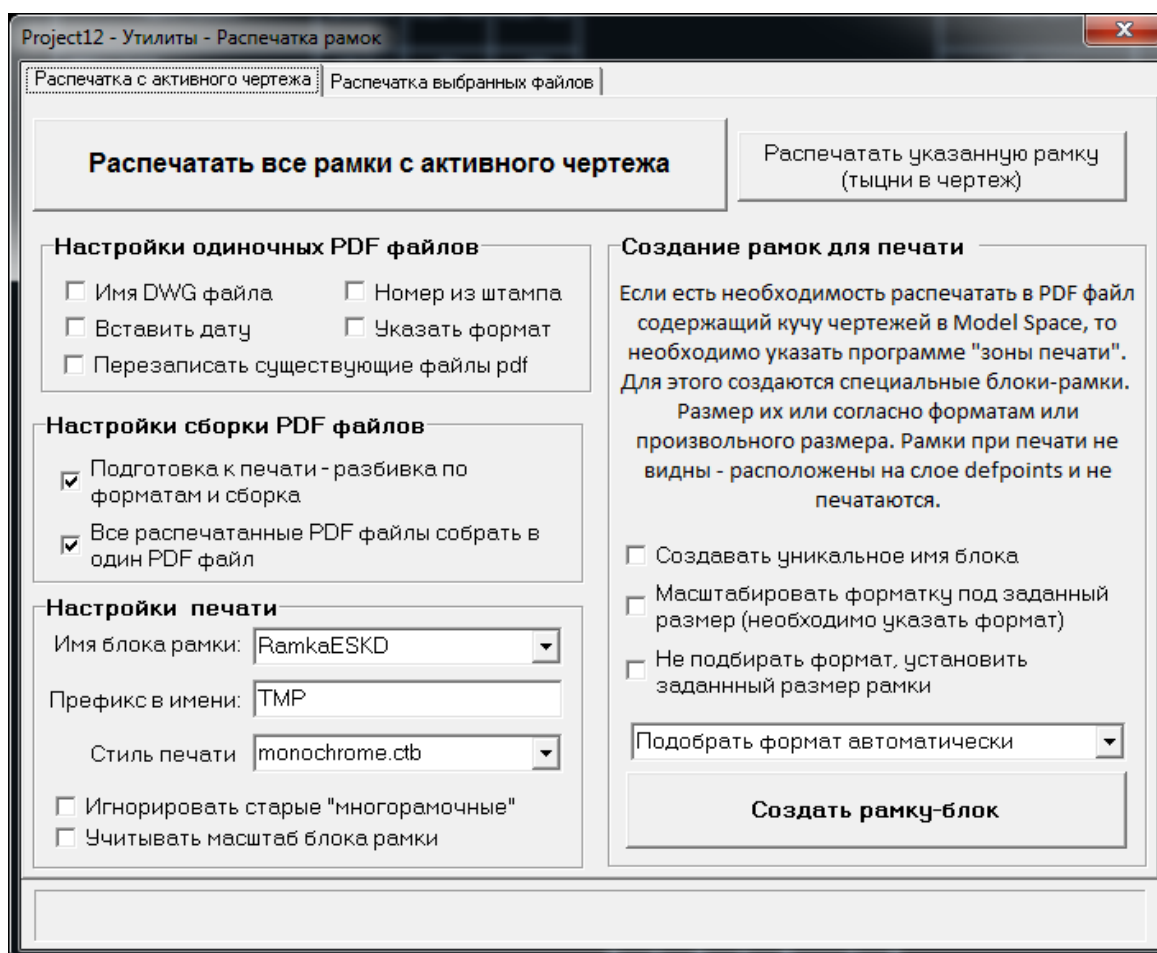 Project12 - Утилиты - Распечатка рамок
Распечатка с активного чертежа
Распечатка выбранных файлов
Распечатать все рамки с активного чертежа
Распечатать указанную рамку
(тыцни в чертеж)
Настройки одиночных PDF файлов
Имя DWG файла
Номер из штампа
Вставить дату
Указать формат
Перезаписать существующие файлы pdf
Настройки сборки PDF файлов
Подготовка к печати - разбивка по
форматам и сборка
Все распечатанные PDF файлы собрать в
один PDF файл
Настройки печати
Имя блока рамки:
RamkaESKD
Префикс в имени:
TMP
Стиль печати
monochrome.ctb
Игнорировать старые "многорамочные"
Учитывать масштаб блока рамки
Создание рамок для печати
Если есть необходимость распечатать в PDF файл
содержащий кучу чертежей в Model Space, то
необходимо указать программе "зоны печати".
Для этого создаются специальные блоки-рамки.
Размер их или согласно форматам или
произвольного размера. Рамки при печати не
видны - расположены на слое defpoints и не
печатаются.
Создавать уникальное имя блока
Масштабировать форматку под заданный
размер (необходимо указать формат)
Не подбирать формат, установить
заданнный размер рамки
Подобрать формат автоматически
Создать рамку-блок